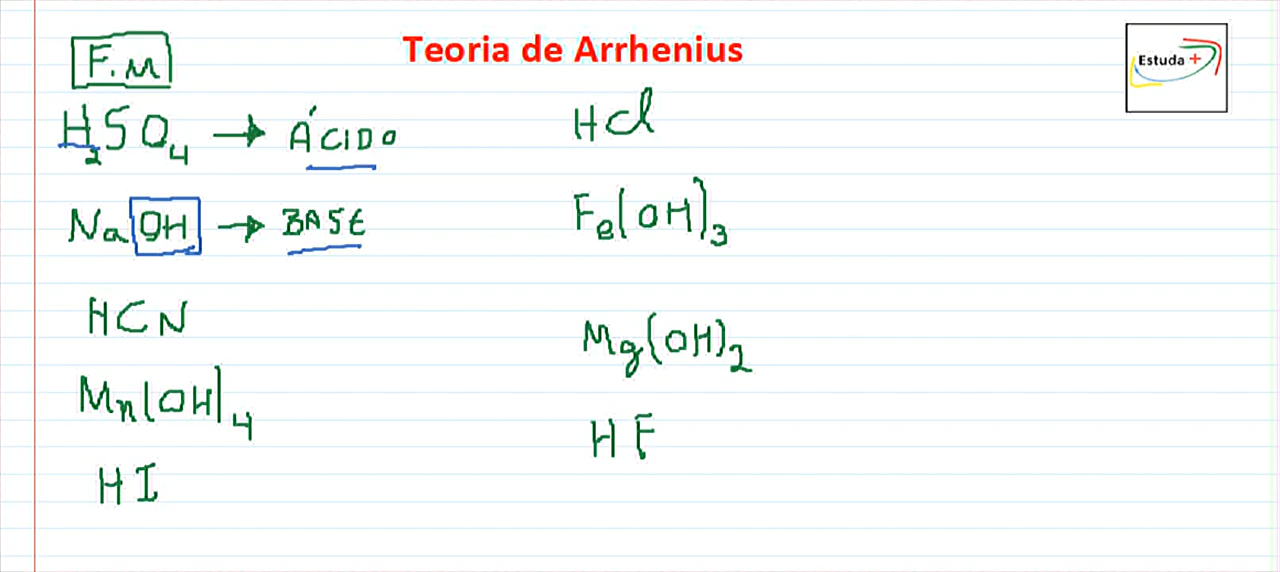 Teoria de Arrhenius
Estuda +
F.M
H₂SO₄ → ÁCIDO
NaOH → BASE
HCN
Mn(OH)₄
HI
HCl
Fe(OH)₃
Mg(OH)₂
HF